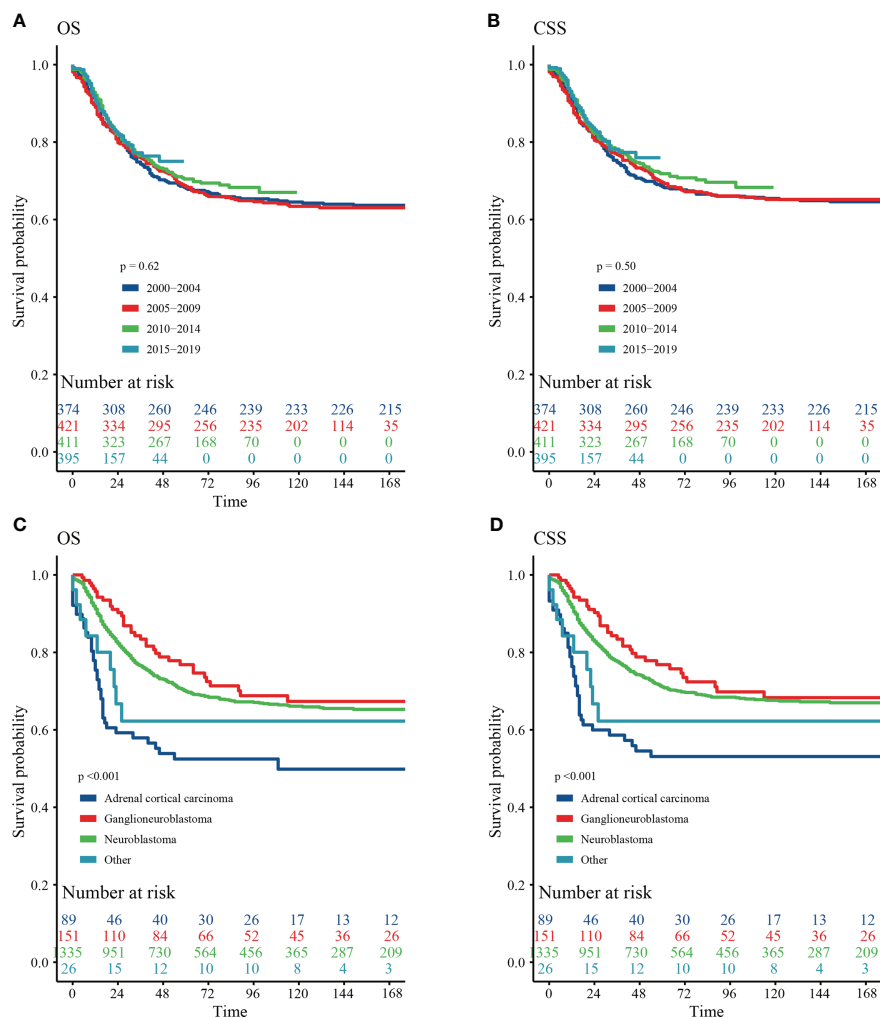 A
OS
1.0
0.8
0.6
0.4
0.2
0.0
Survival probability
p = 0.62
2000−2004
2005−2009
2010−2014
2015−2019
Number at risk
374 308 260 246 239 233 226 215
421 334 295 256 235 202 114 35
411 323 267 168 70 0 0 0
395 157 44 0 0 0 0 0
0 24 48 72 96 120 144 168
Time
B
CSS
1.0
0.8
0.6
0.4
0.2
0.0
Survival probability
p = 0.50
2000−2004
2005−2009
2010−2014
2015−2019
Number at risk
374 308 260 246 239 233 226 215
421 334 295 256 235 202 114 35
411 323 267 168 70 0 0 0
395 157 44 0 0 0 0 0
0 24 48 72 96 120 144 168
Time
C
OS
1.0
0.8
0.6
0.4
0.2
0.0
Survival probability
p <0.001
Adrenal cortical carcinoma
Ganglioneuroblastoma
Neuroblastoma
Other
Number at risk
89 46 40 30 26 17 13 12
151 110 84 66 52 45 36 26
335 951 730 564 456 365 287 209
26 15 12 10 10 8 4 3
0 24 48 72 96 120 144 168
Time
D
CSS
1.0
0.8
0.6
0.4
0.2
0.0
Survival probability
p <0.001
Adrenal cortical carcinoma
Ganglioneuroblastoma
Neuroblastoma
Other
Number at risk
89 46 40 30 26 17 13 12
151 110 84 66 52 45 36 26
335 951 730 564 456 365 287 209
26 15 12 10 10 8 4 3
0 24 48 72 96 120 144 168
Time